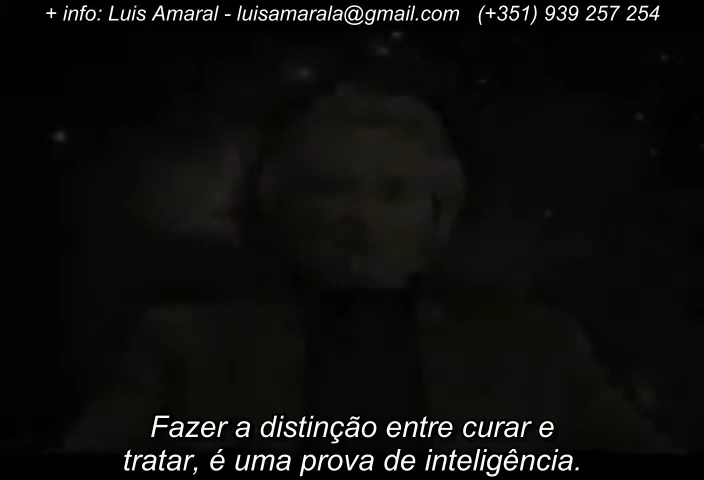 + info: Luis Amaral - luisamarala@gmail.com (+351) 939 257 254
Fazer a distinção entre curar e
tratar, é uma prova de inteligência.